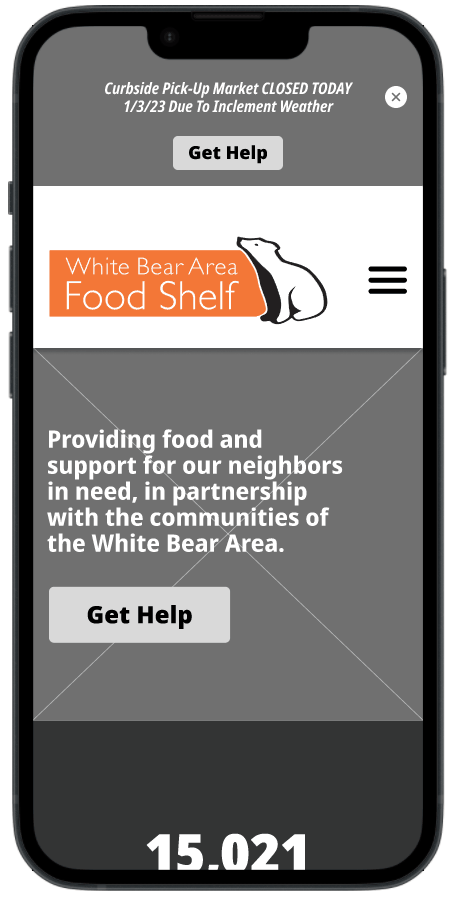 Curbside Pick-Up Market CLOSED TODAY
1/3/23 Due To Inclement Weather
Get Help
White Bear Area
Food Shelf
Providing food and
support for our neighbors
in need, in partnership
with the communities of
the White Bear Area.
Get Help
15,021